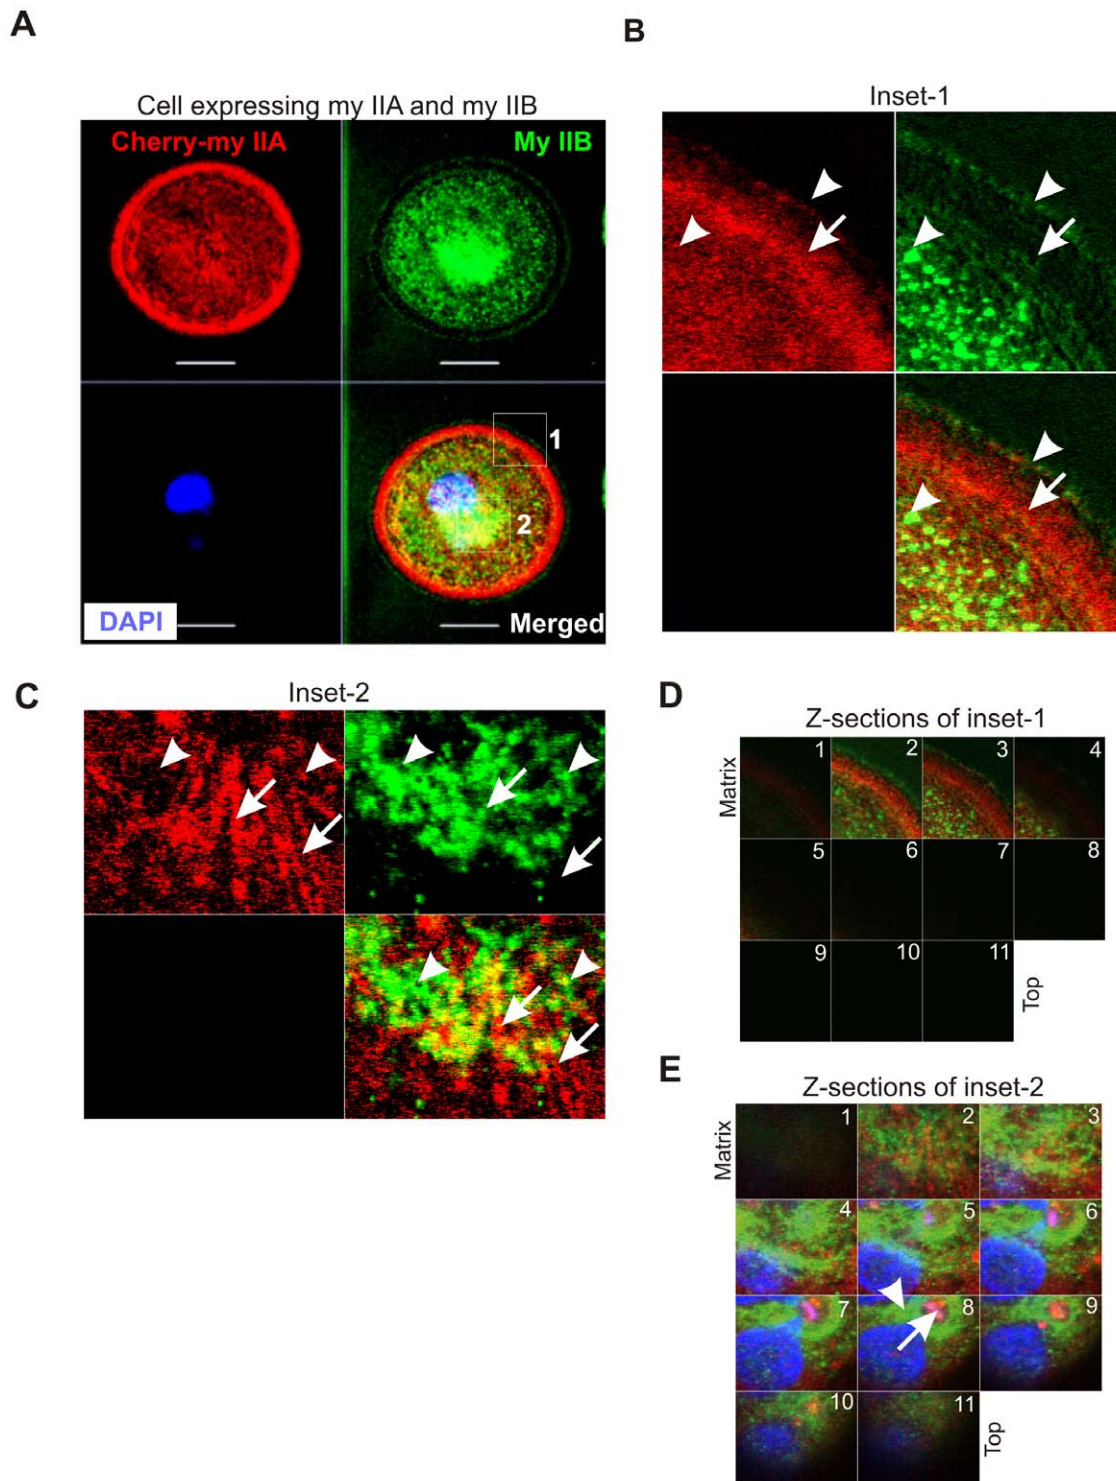 A
Cell expressing my IIA and my IIB
Cherry-my IIA
My IIB
1
2
DAPI
Merged
B
Inset-1
C
Inset-2
D
Z-sections of inset-1
Matrix
1 2 3 4
5 6 7 8
9 10 11
Top
E
Z-sections of inset-2
Matrix
1 2 3
4 5 6
7 8 9
10 11
Top